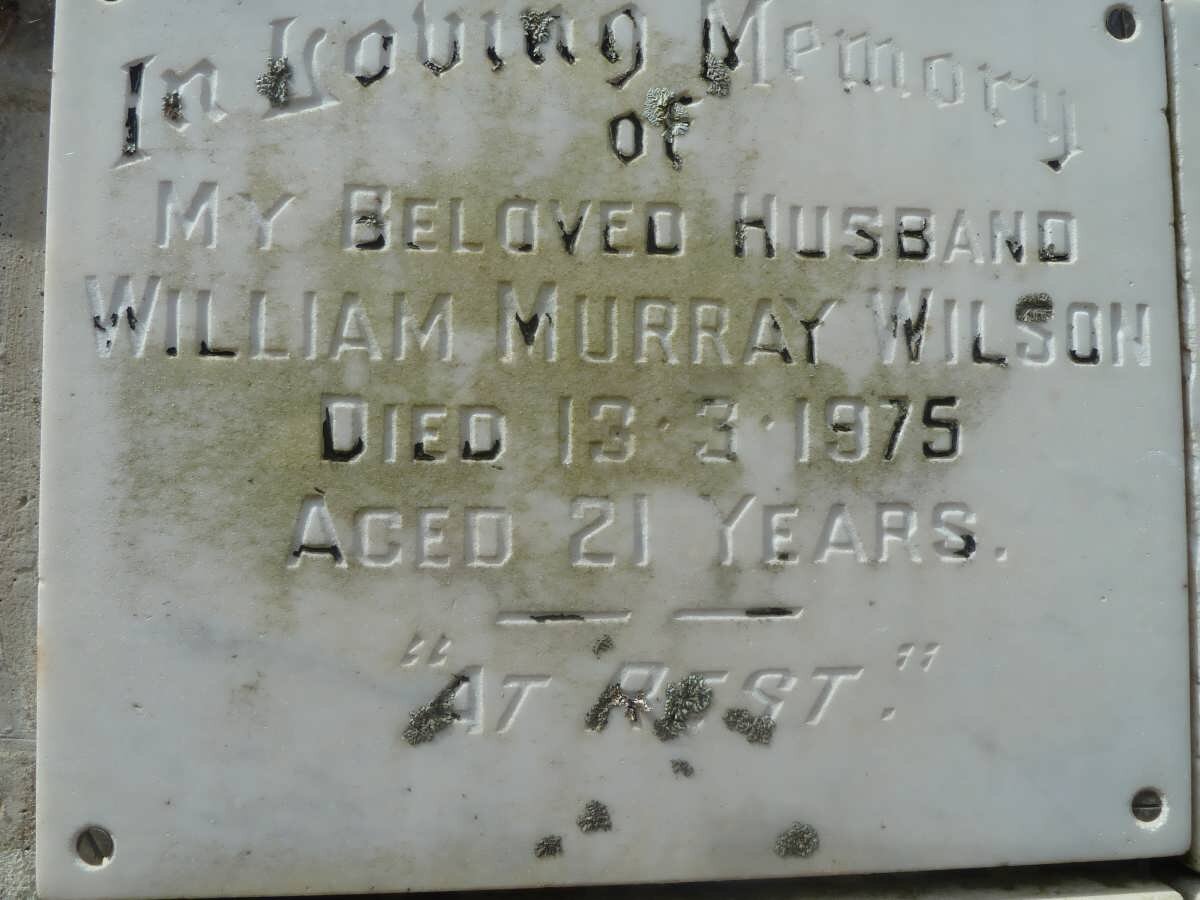 In Loving Memory
of
MY BELOVED HUSBAND
WILLIAM MURRAY WILSON
DIED 13·3·1975
AGED 21 YEARS.
"AT REST."